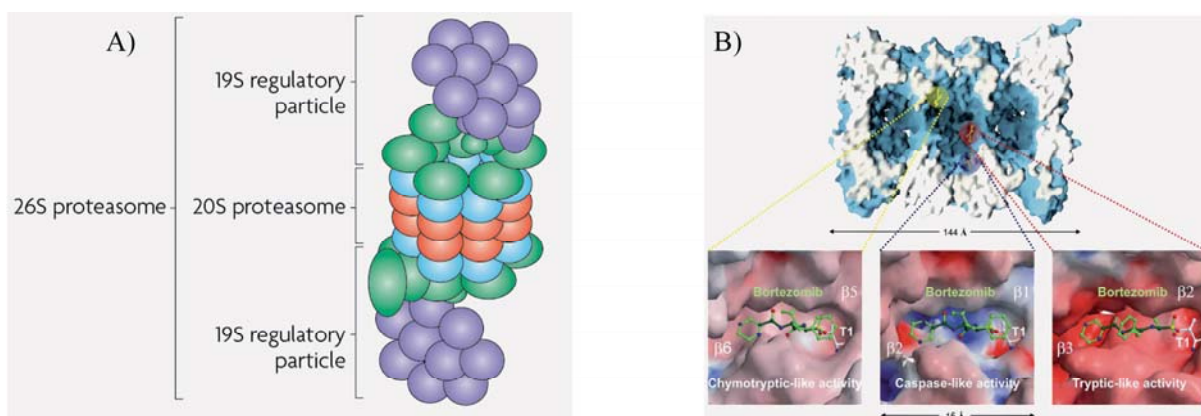 A)
19S regulatory
particle
26S proteasome
20S proteasome
19S regulatory
particle
B)
144 Å
Bortezomib
β5
β6
T1
Chymotryptic-like activity
Bortezomib
β1
β2
T1
Caspase-like activity
15 Å
Bortezomib
β2
β3
T1
Tryptic-like activity